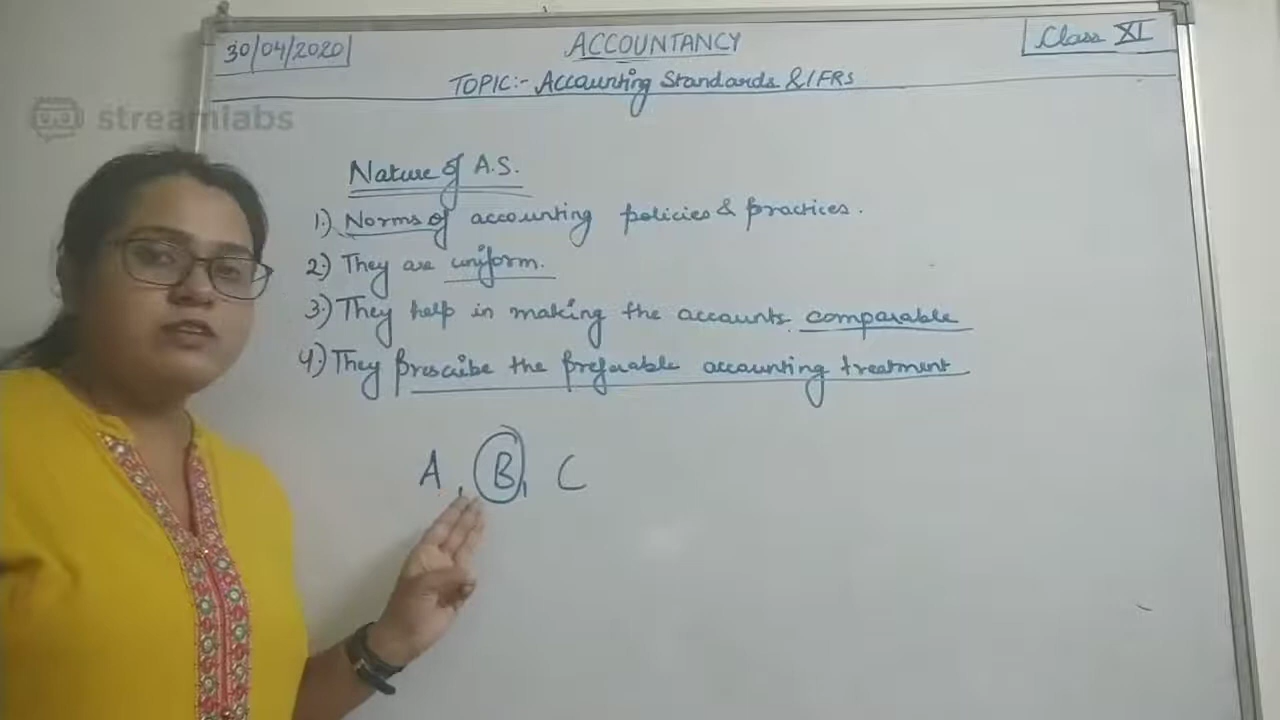 30/04/2020
ACCOUNTANCY
Class XI
TOPIC:- Accounting Standards & IFRS
streamlabs
Nature of A.S.
1.) Norms of accounting policies & practices.
2.) They are uniform.
3.) They help in making the accounts comparable
4.) They prescribe the preferable accounting treatment
A, B, C